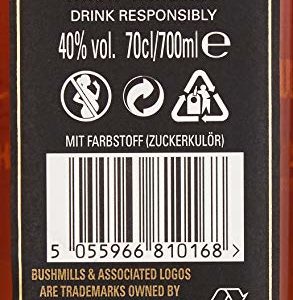 DRINK RESPONSIBLY
40% vol. 70cl/700ml e
MIT FARBSTOFF (ZUCKERKULÖR)
5 055966 810168 >
BUSHMILLS & ASSOCIATED LOGOS
ARE TRADEMARKS OWNED BY